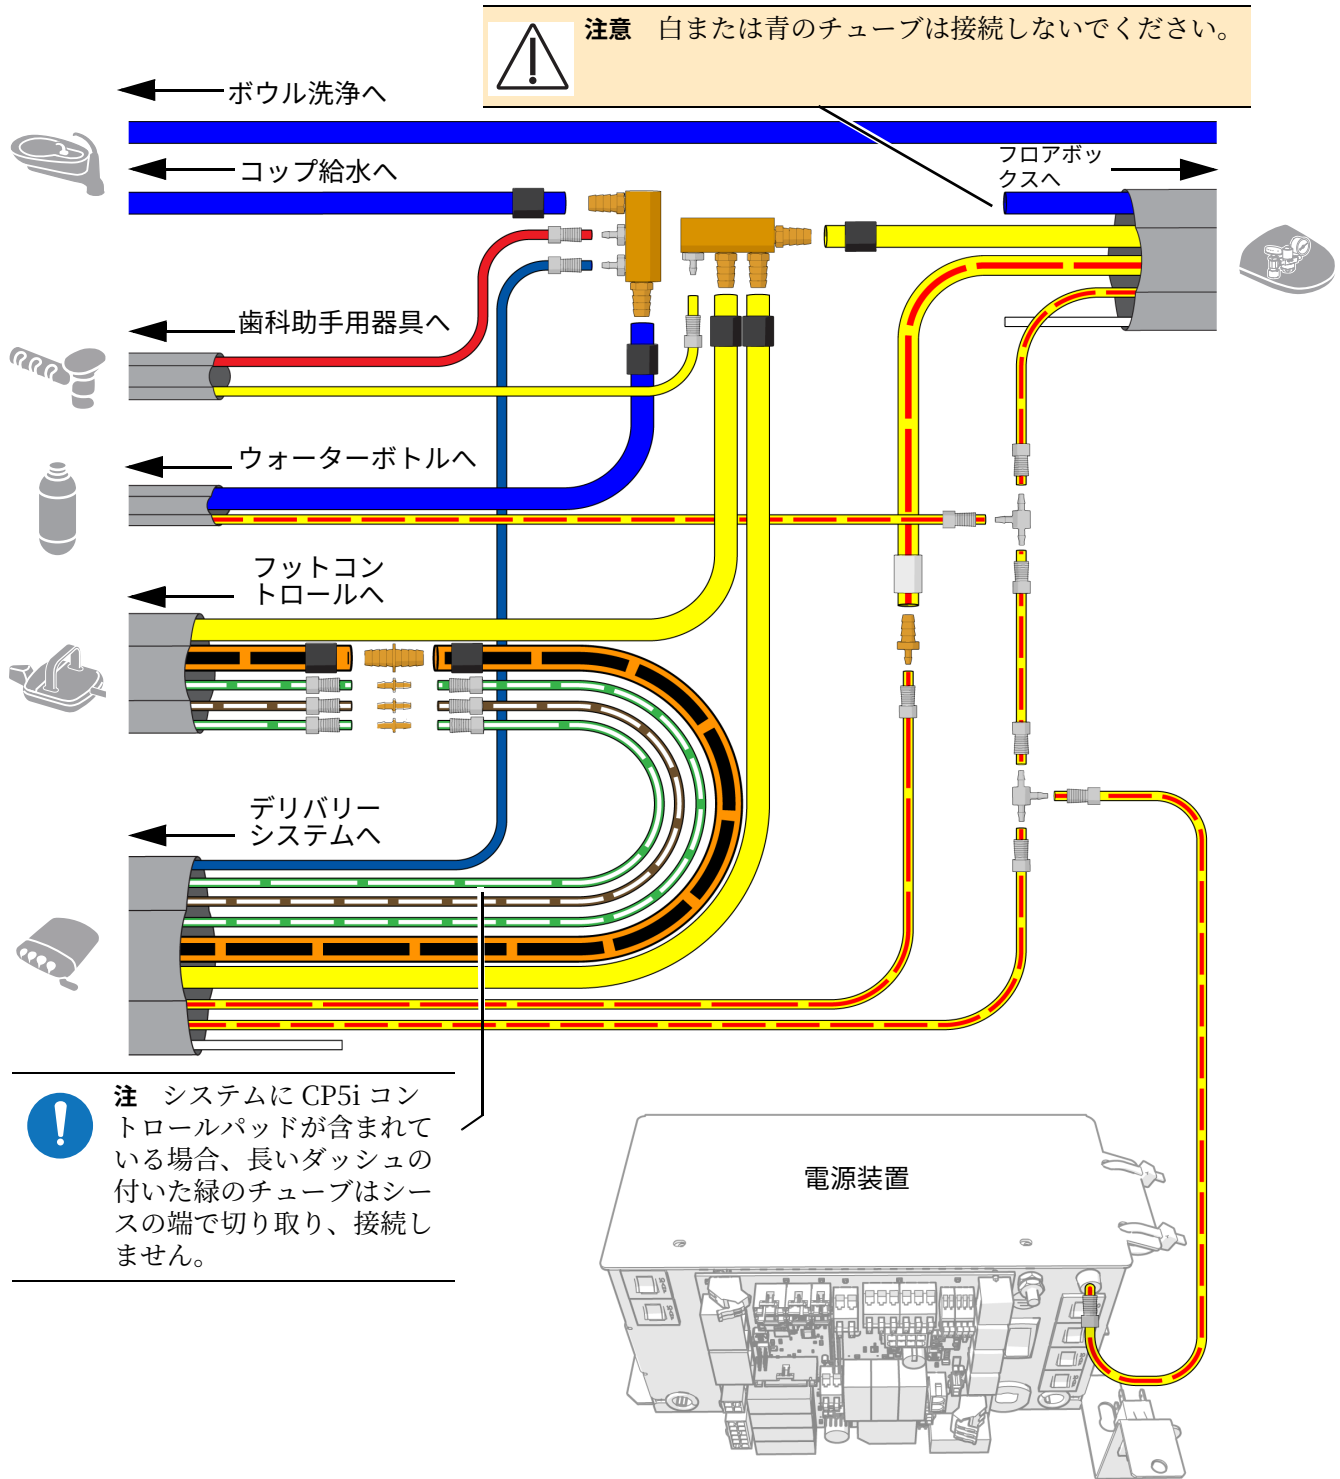 注意 白または青のチューブは接続しないでください。
ボウル洗浄へ
コップ給水へ
フロアボッ
クスへ
歯科助手用器具へ
ウォーターボトルへ
フットコン
トロールへ
デリバリー
システムへ
注 システムに CP5i コン
トロールパッドが含まれて
いる場合、長いダッシュの
付いた緑のチューブはシー
スの端で切り取り、接続し
ません。
電源装置